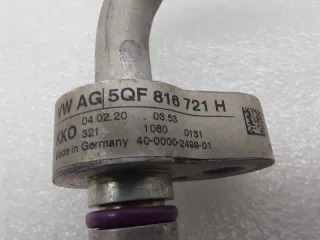 VW AG 5QF 816 721 H
04.02.20 03.53
KKO 321 1080 0131
Made in Germany 40-0000-2499-01